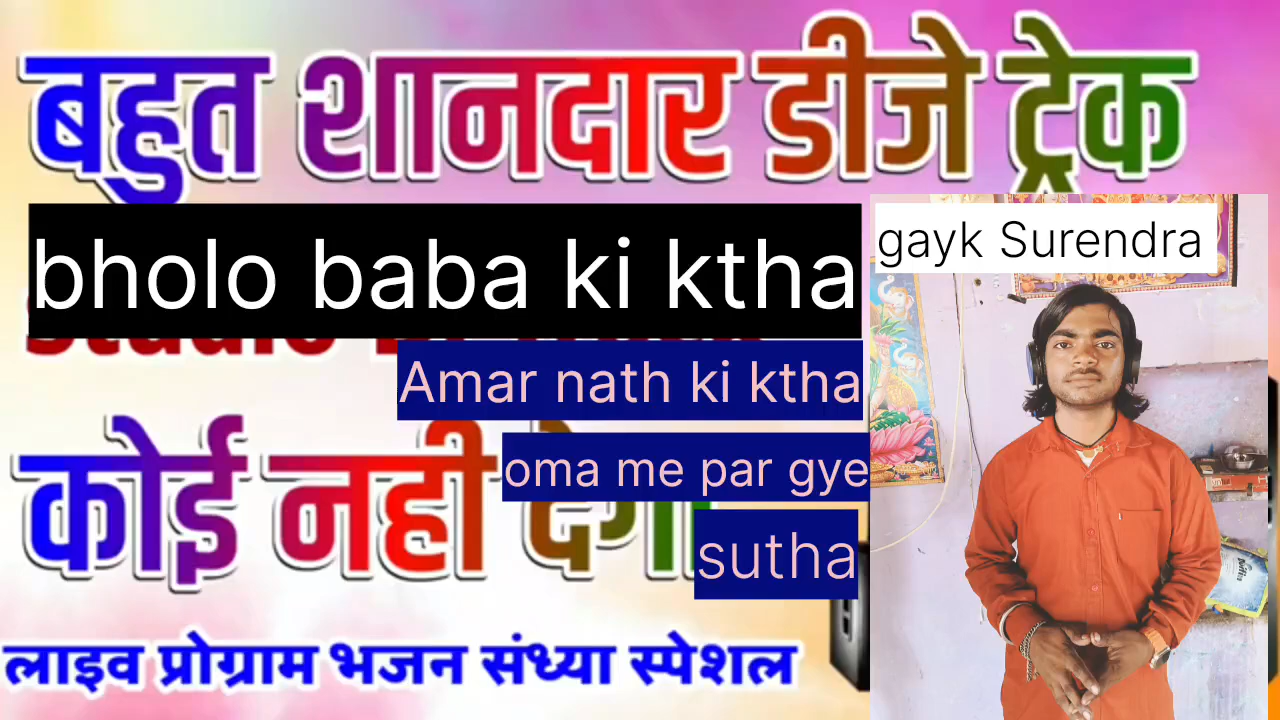 बहुत शानदार डीजे ट्रेक
gayk Surendra
bholo baba ki ktha
Amar nath ki ktha
oma me par gye
कोई नही देगा
sutha
लाइव प्रोग्राम भजन संध्या स्पेशल